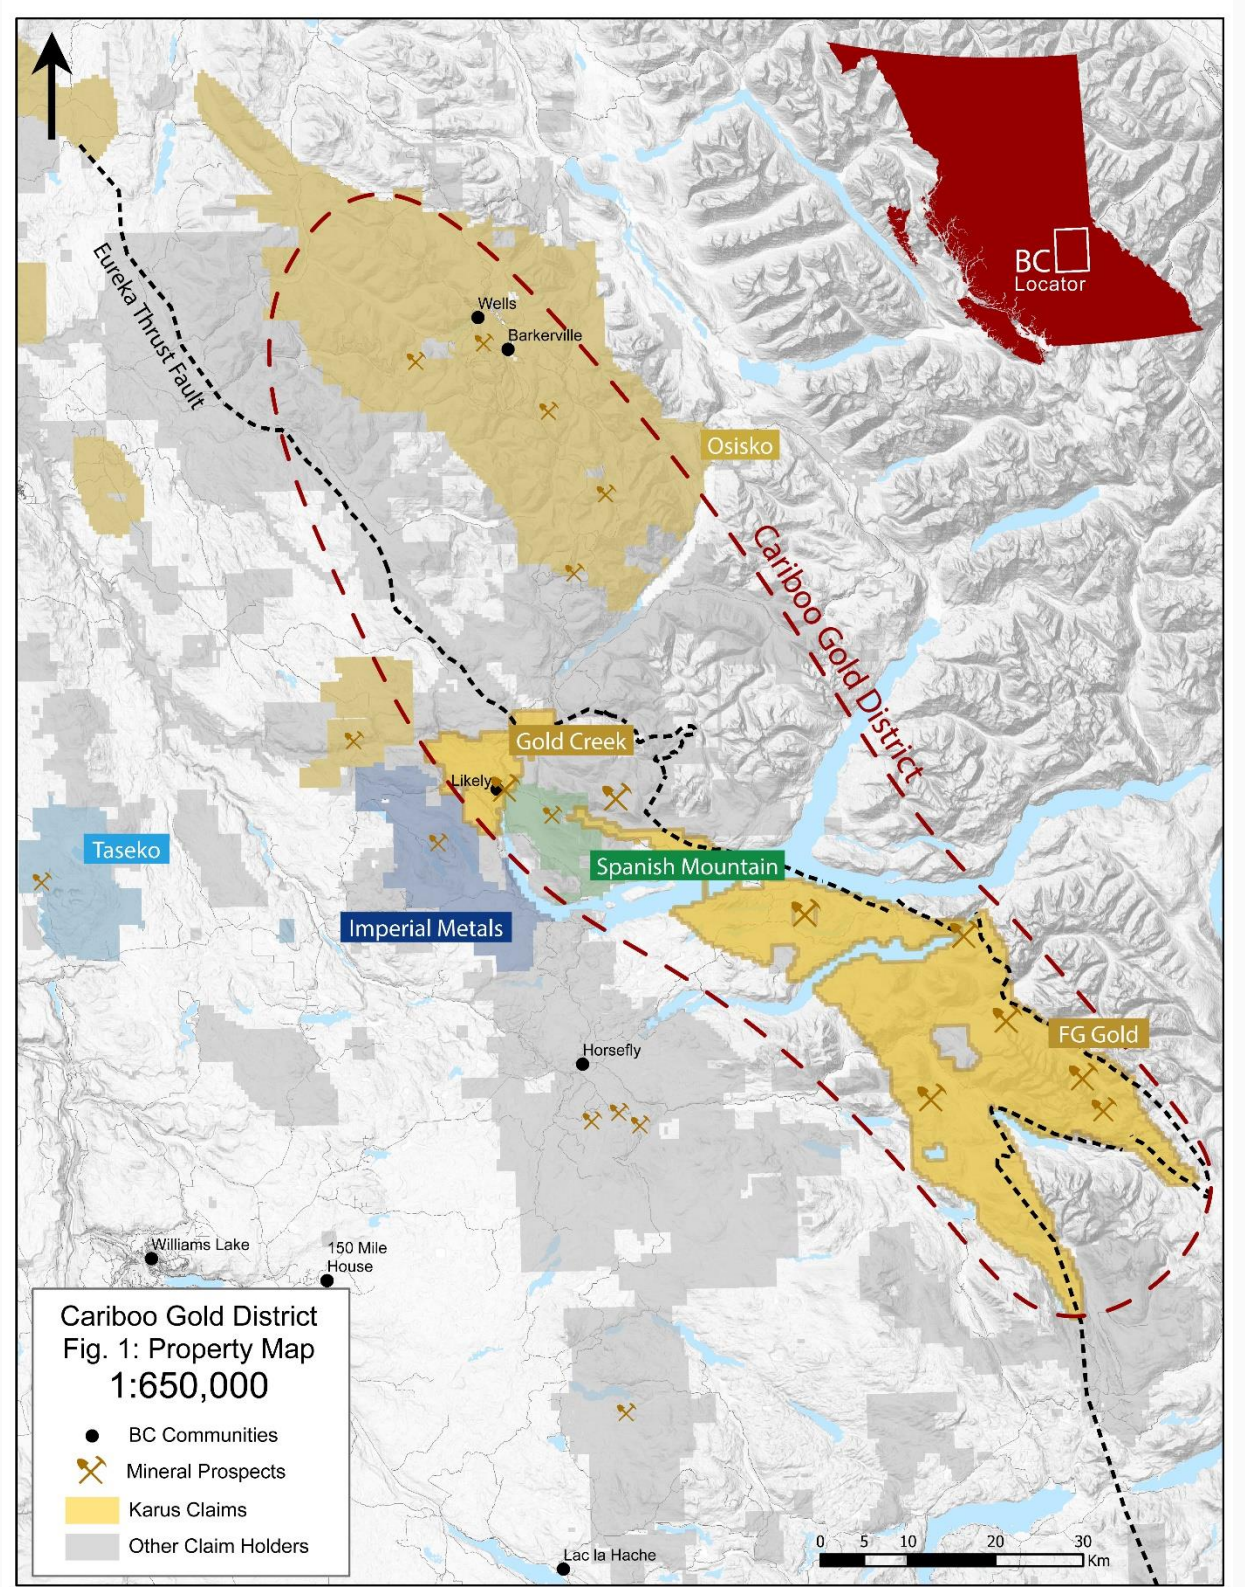 BC
Locator
Eureka Thrust Fault
Wells
Barkerville
Osisko
Cariboo Gold District
Gold Creek
Likely
Taseko
Spanish Mountain
Imperial Metals
FG Gold
Horsefly
Williams Lake
150 Mile
House
Cariboo Gold District
Fig. 1: Property Map
1:650,000
BC Communities
Mineral Prospects
Karus Claims
Other Claim Holders
Lac la Hache
0 5 10 20 30
Km